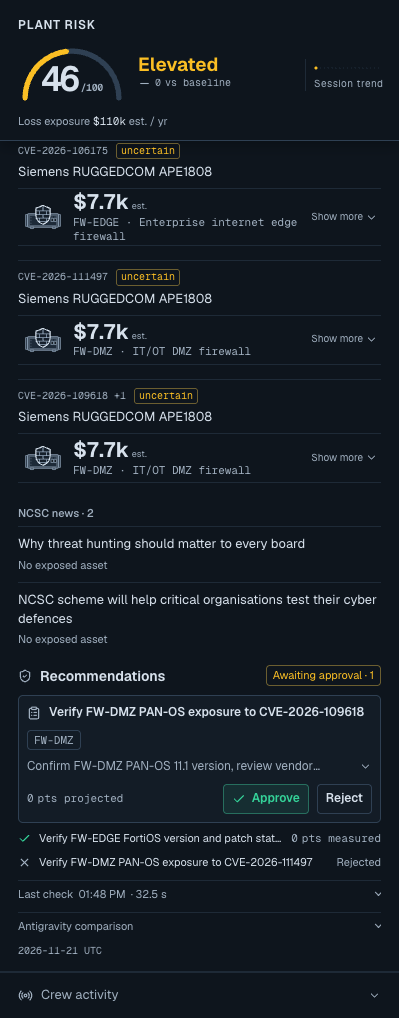 PLANT RISK
46 /100
Elevated
— 0 vs baseline
Session trend
Loss exposure $110k est. / yr
CVE-2026-106175 uncertain
Siemens RUGGEDCOM APE1808
$7.7k est.
FW-EDGE · Enterprise internet edge
firewall
Show more
CVE-2026-111497 uncertain
Siemens RUGGEDCOM APE1808
$7.7k est.
FW-DMZ · IT/OT DMZ firewall
Show more
CVE-2026-109618 +1 uncertain
Siemens RUGGEDCOM APE1808
$7.7k est.
FW-DMZ · IT/OT DMZ firewall
Show more
NCSC news · 2
Why threat hunting should matter to every board
No exposed asset
NCSC scheme will help critical organisations test their cyber
defences
No exposed asset
Recommendations
Awaiting approval · 1
Verify FW-DMZ PAN-OS exposure to CVE-2026-109618
FW-DMZ
Confirm FW-DMZ PAN-OS 11.1 version, review vendor...
0 pts projected
Approve
Reject
Verify FW-EDGE FortiOS version and patch stat... 0 pts measured
Verify FW-DMZ PAN-OS exposure to CVE-2026-111497 Rejected
Last check 01:48 PM · 32.5 s
Antigravity comparison
2026-11-21 UTC
Crew activity